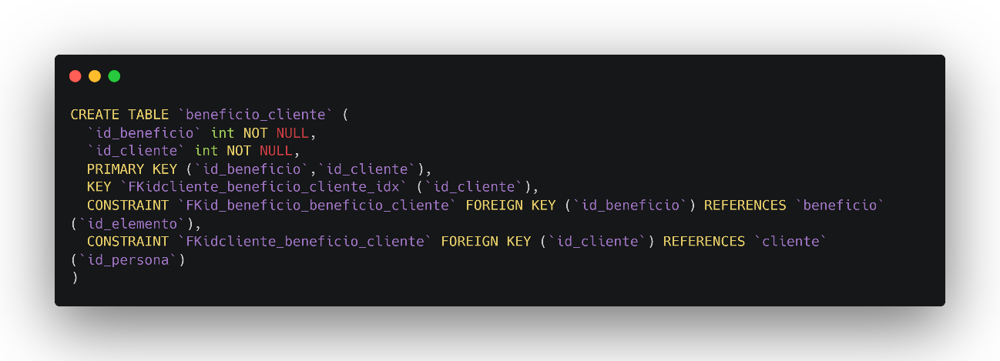 CREATE TABLE `beneficio_cliente` (
  `id_beneficio` int NOT NULL,
  `id_cliente` int NOT NULL,
  PRIMARY KEY (`id_beneficio`,`id_cliente`),
  KEY `FKidcliente_beneficio_cliente_idx` (`id_cliente`),
  CONSTRAINT `FKid_beneficio_beneficio_cliente` FOREIGN KEY (`id_beneficio`) REFERENCES `beneficio`
(`id_elemento`),
  CONSTRAINT `FKidcliente_beneficio_cliente` FOREIGN KEY (`id_cliente`) REFERENCES `cliente`
(`id_persona`)
)